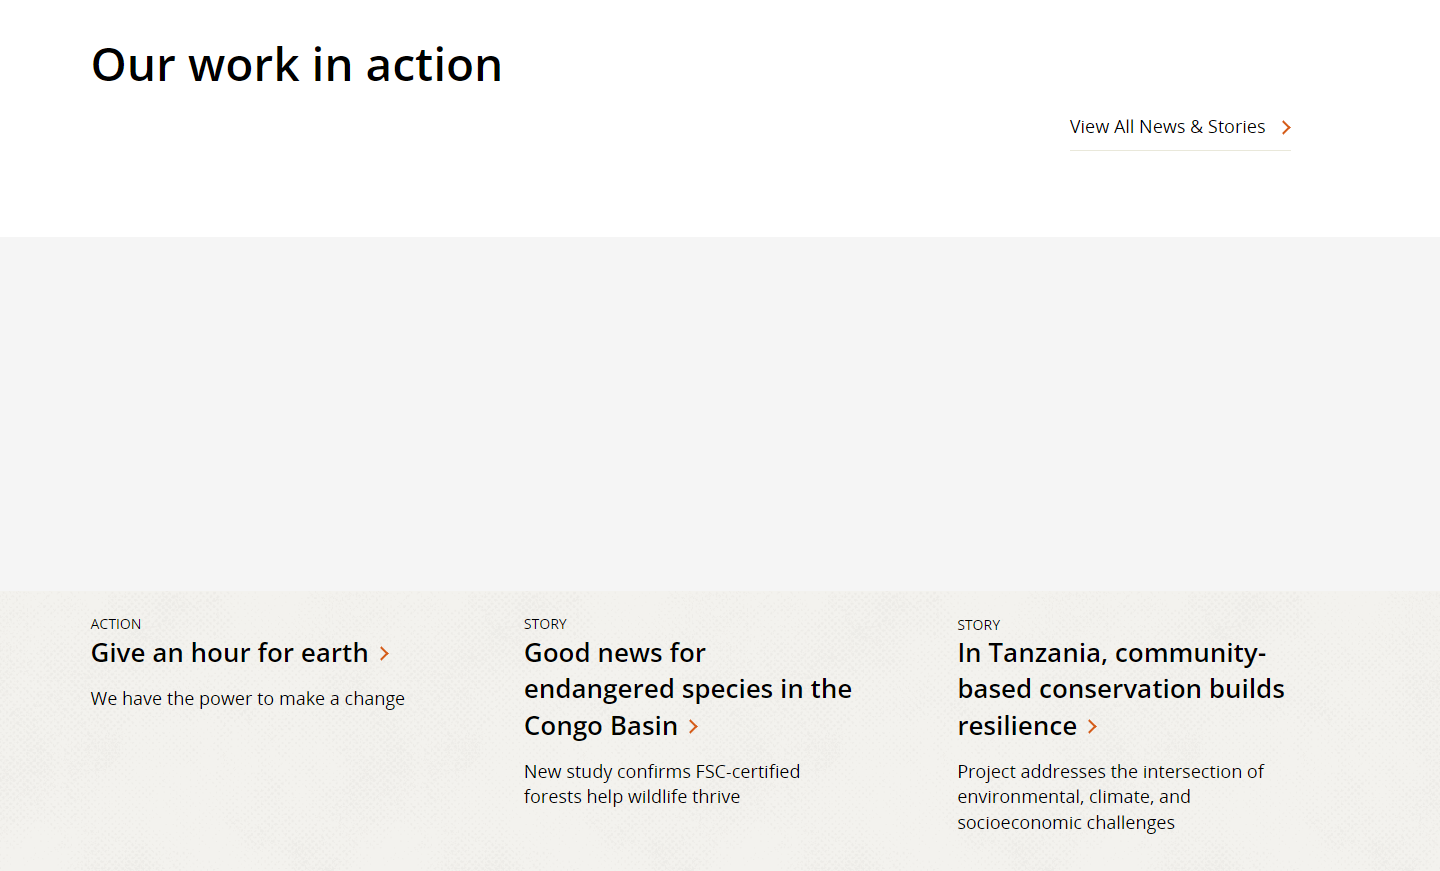 Our work in action
View All News & Stories
ACTION
Give an hour for earth
We have the power to make a change
STORY
Good news for
endangered species in the
Congo Basin
New study confirms FSC-certified
forests help wildlife thrive
STORY
In Tanzania, community-
based conservation builds
resilience
Project addresses the intersection of
environmental, climate, and
socioeconomic challenges